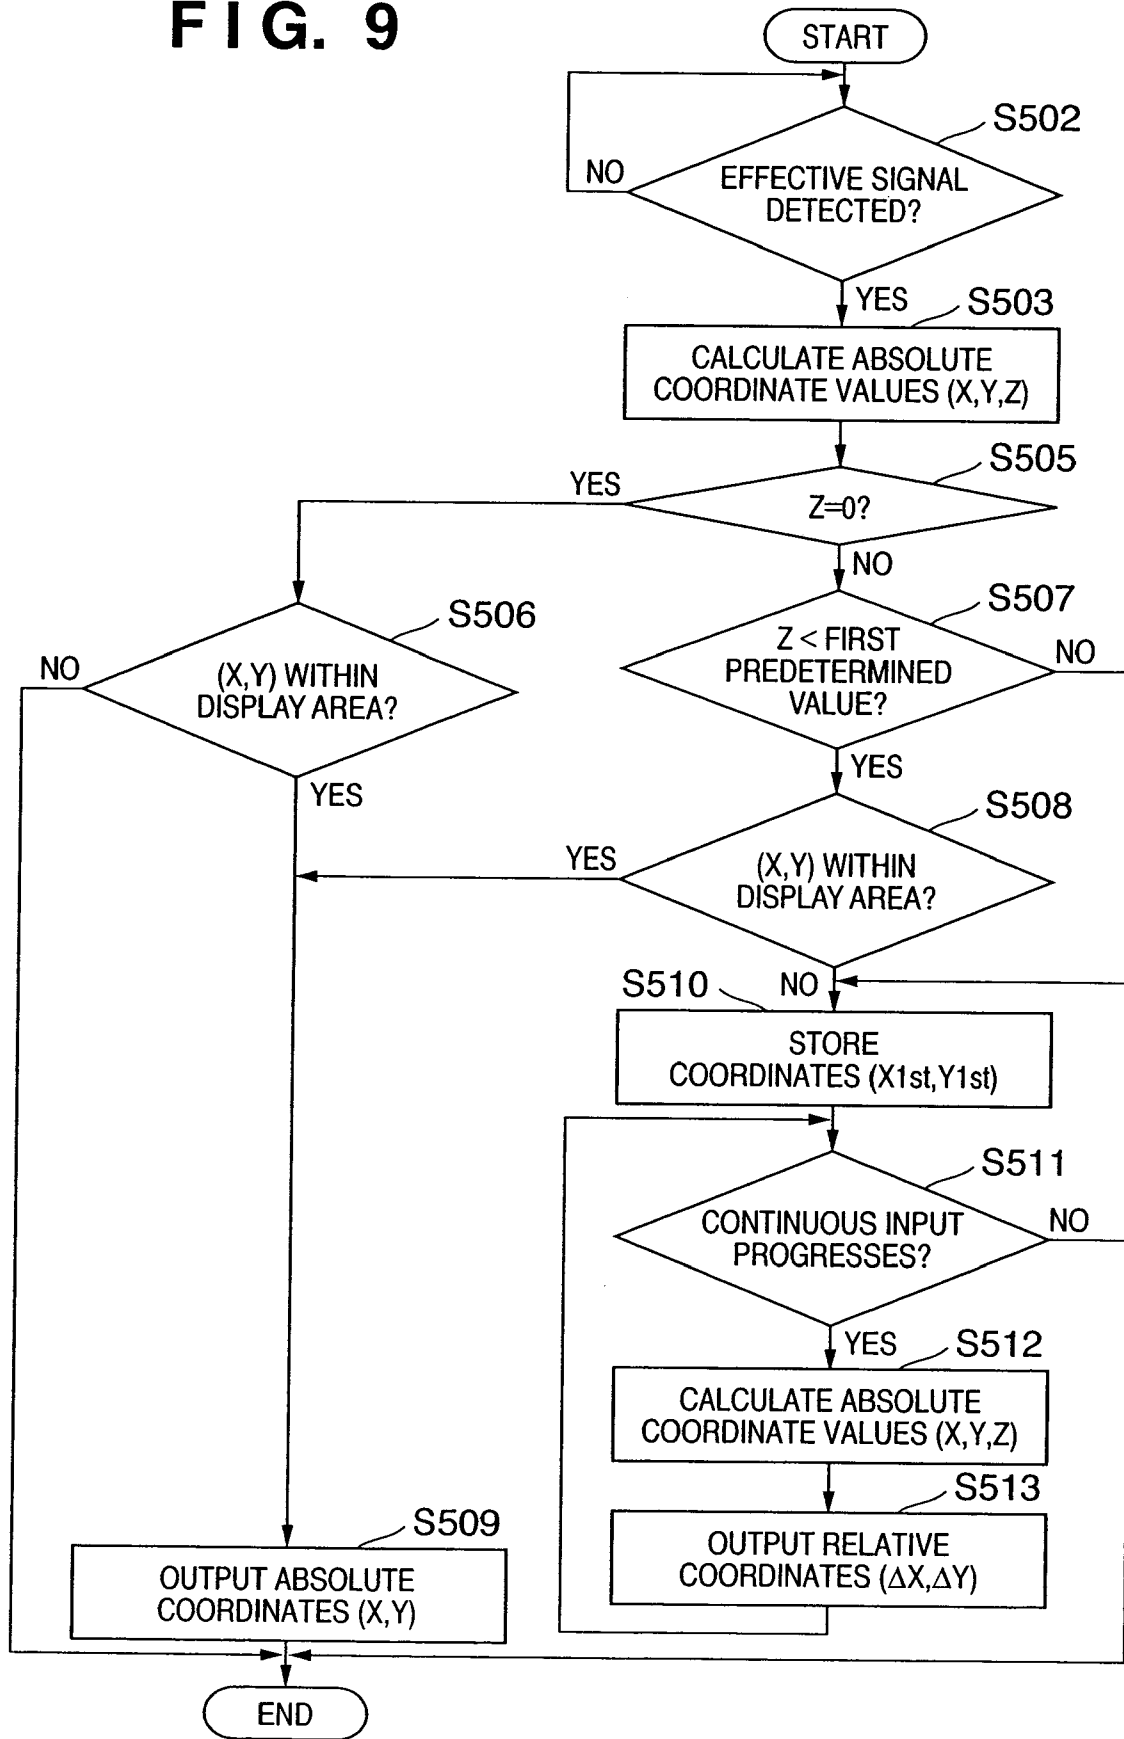 FIG. 9
START
S502
NO
EFFECTIVE SIGNAL
DETECTED?
YES
S503
CALCULATE ABSOLUTE
COORDINATE VALUES (X,Y,Z)
S505
YES
Z=0?
NO
S507
S506
Z < FIRST
PREDETERMINED
VALUE?
NO
NO
(X,Y) WITHIN
DISPLAY AREA?
YES
YES
S508
YES
(X,Y) WITHIN
DISPLAY AREA?
NO
S510
STORE
COORDINATES (X1st,Y1st)
S511
CONTINUOUS INPUT
PROGRESSES?
NO
YES
S512
CALCULATE ABSOLUTE
COORDINATE VALUES (X,Y,Z)
S513
OUTPUT RELATIVE
COORDINATES (ΔX,ΔY)
S509
OUTPUT ABSOLUTE
COORDINATES (X,Y)
END